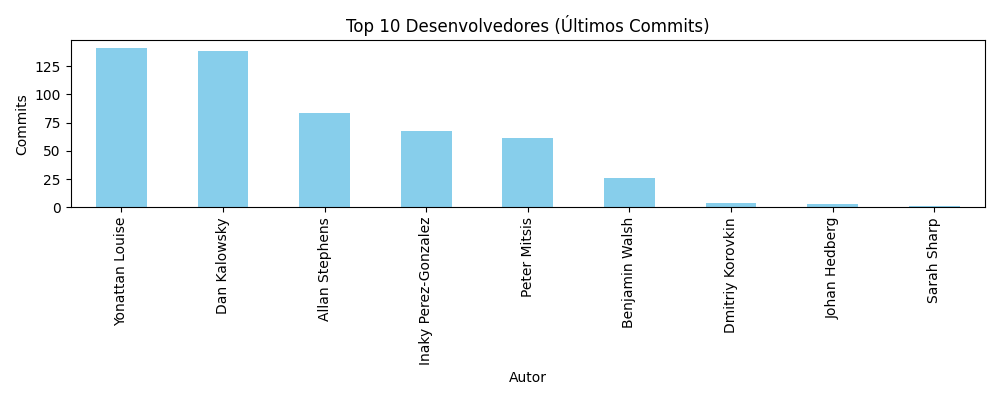 Top 10 Desenvolvedores (Últimos Commits)
Commits
125
100
75
50
25
0
Yonattan Louise
Dan Kalowsky
Allan Stephens
Inaky Perez-Gonzalez
Peter Mitsis
Benjamin Walsh
Dmitriy Korovkin
Johan Hedberg
Sarah Sharp
Autor